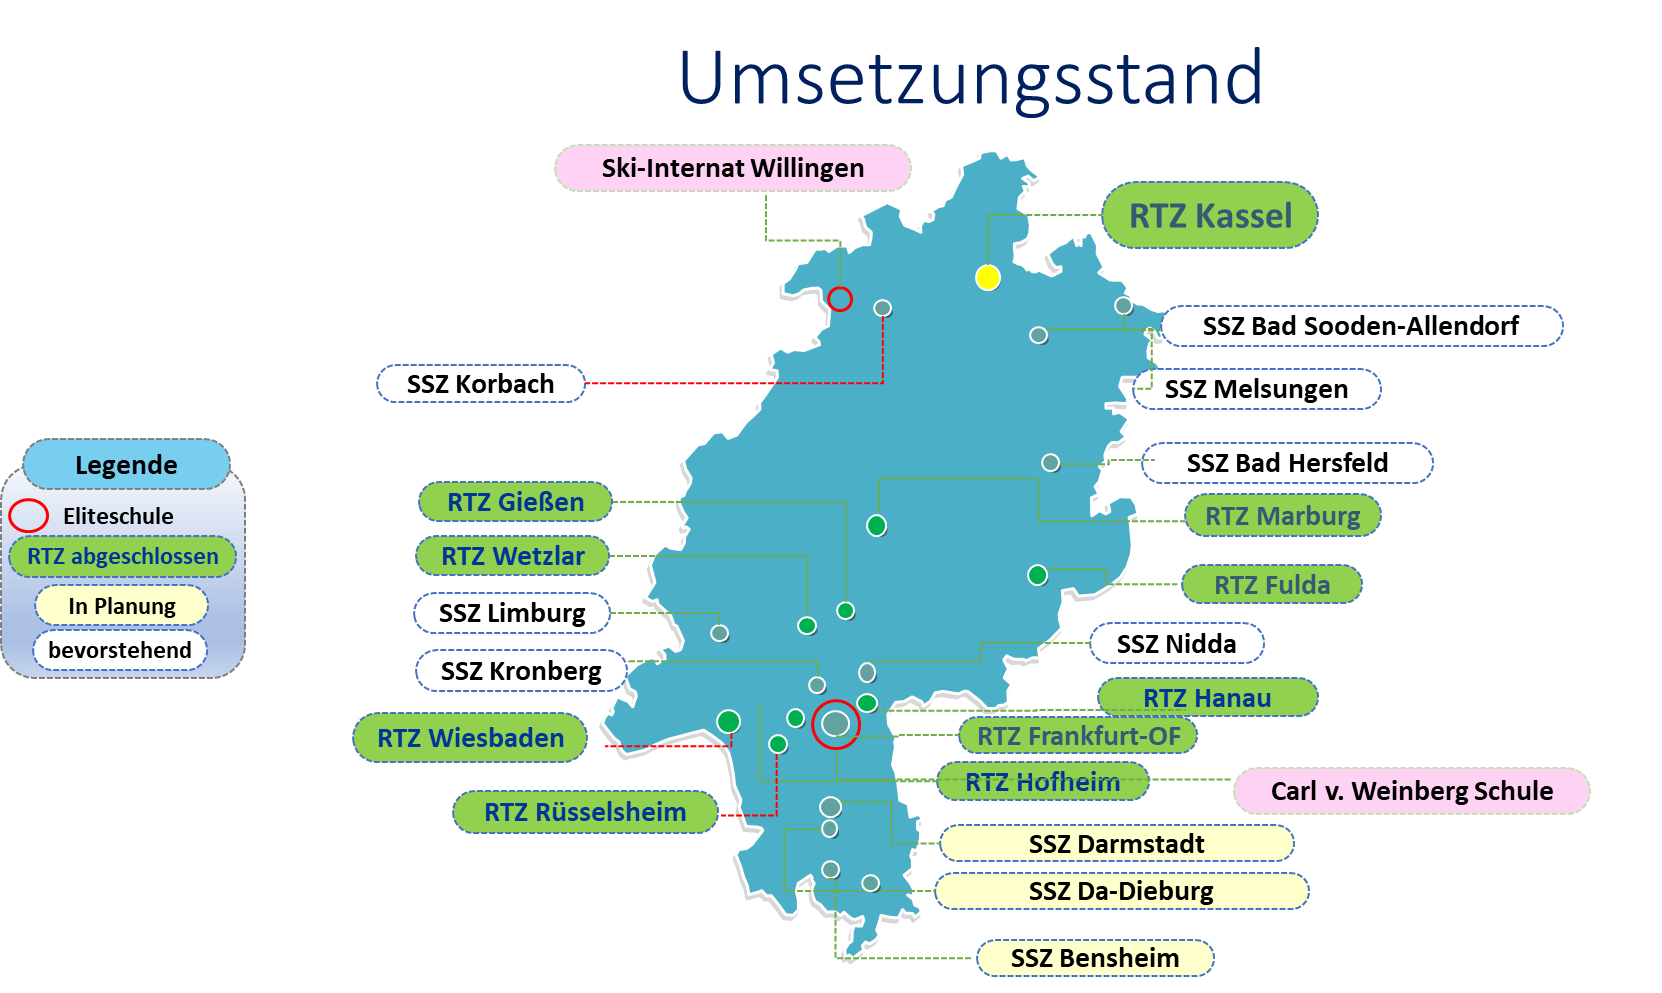 Umsetzungsstand
Ski-Internat Willingen
RTZ Kassel
SSZ Bad Sooden-Allendorf
SSZ Korbach
SSZ Melsungen
Legende
Eliteschule
RTZ abgeschlossen
In Planung
bevorstehend
SSZ Bad Hersfeld
RTZ Gießen
RTZ Marburg
RTZ Wetzlar
RTZ Fulda
SSZ Limburg
SSZ Nidda
SSZ Kronberg
RTZ Hanau
RTZ Wiesbaden
RTZ Frankfurt-OF
RTZ Hofheim
Carl v. Weinberg Schule
RTZ Rüsselsheim
SSZ Darmstadt
SSZ Da-Dieburg
SSZ Bensheim